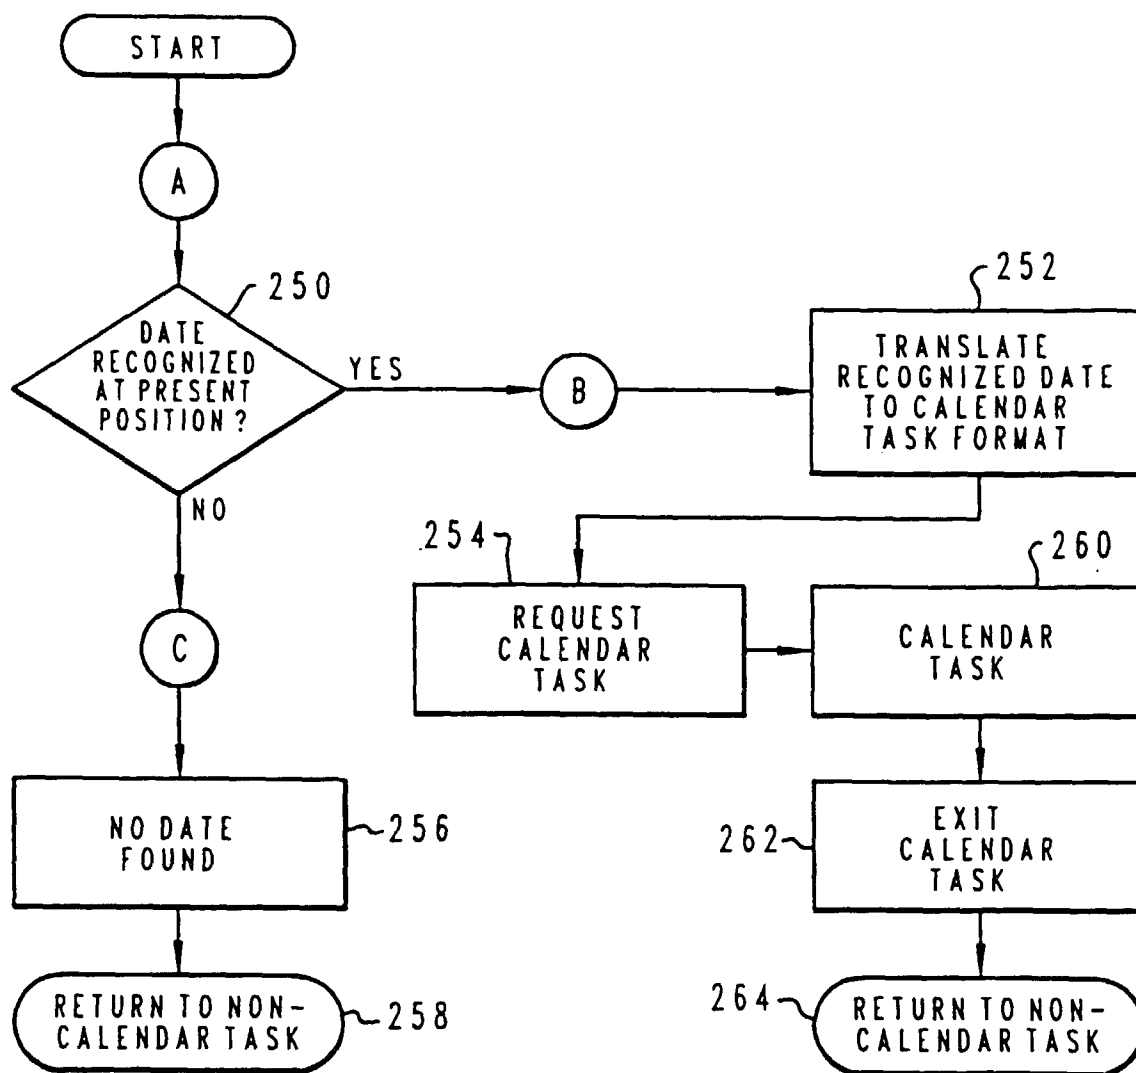 START
A
250
DATE
RECOGNIZED
AT PRESENT
POSITION?
YES
B
252
TRANSLATE
RECOGNIZED DATE
TO CALENDAR
TASK FORMAT
NO
254
REQUEST
CALENDAR
TASK
260
CALENDAR
TASK
C
NO DATE
FOUND
256
262
EXIT
CALENDAR
TASK
RETURN TO NON-
CALENDAR TASK
258
264
RETURN TO NON-
CALENDAR TASK